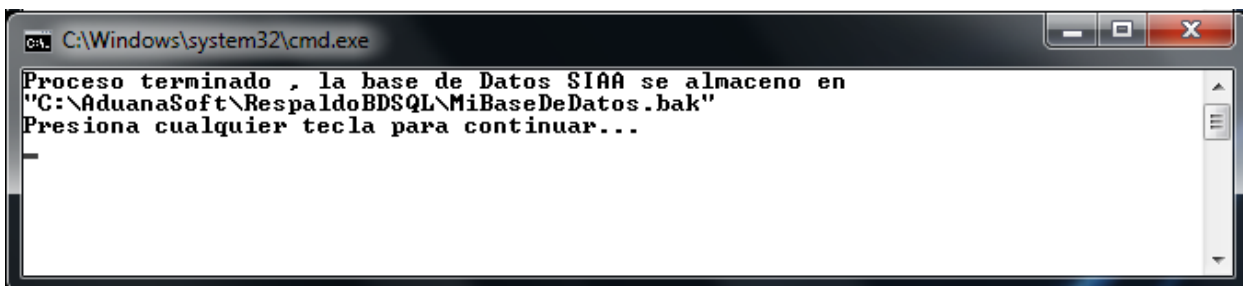 C:\Windows\system32\cmd.exe
Proceso terminado , la base de Datos SIAA se almaceno en
"C:\AduanaSoft\RespaldoBDSQL\MiBaseDeDatos.bak"
Presiona cualquier tecla para continuar...